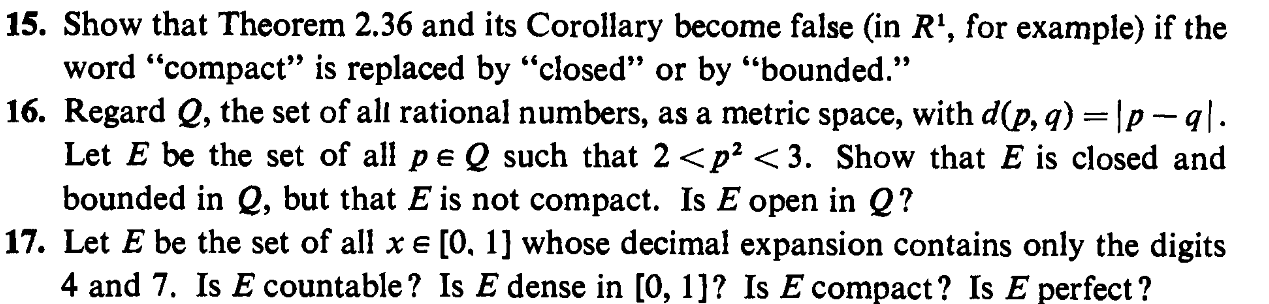 15. Show that Theorem 2.36 and its Corollary become false (in R¹, for example) if the
word “compact” is replaced by “closed” or by “bounded.”
16. Regard Q, the set of all rational numbers, as a metric space, with d(p, q) = |p − q|.
Let E be the set of all p ∈ Q such that 2 < p² < 3. Show that E is closed and
bounded in Q, but that E is not compact. Is E open in Q?
17. Let E be the set of all x ∈ [0, 1] whose decimal expansion contains only the digits
4 and 7. Is E countable? Is E dense in [0, 1]? Is E compact? Is E perfect?